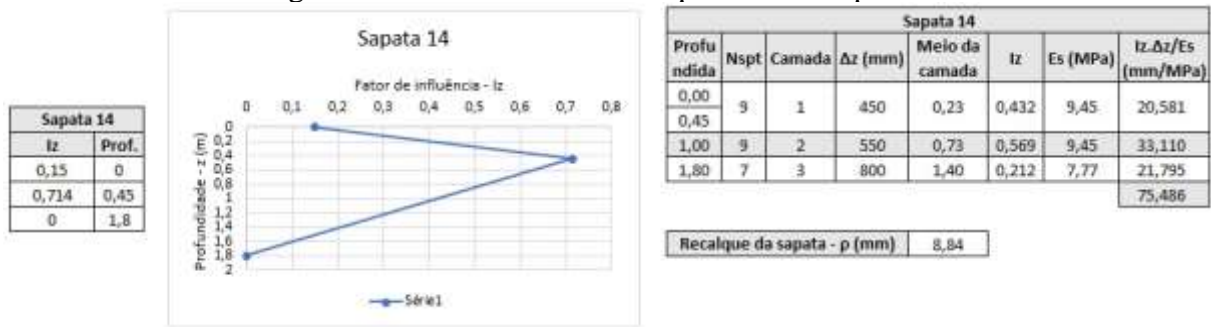 Sapata 14
Iz Prof.
0,15 0
0,714 0,45
0 1,8
Sapata 14
Fator de influência - Iz
0 0,1 0,2 0,3 0,4 0,5 0,6 0,7 0,8
Profundidade - z (m)
0
0,2
0,4
0,6
0,8
1
1,2
1,4
1,6
1,8
2
Série1
Sapata 14
Profu ndida Nspt Camada Δz (mm) Meio da camada Iz Es (MPa) Iz.Δz/Es (mm/MPa)
0,00
0,45 9 1 450 0,23 0,432 9,45 20,581
1,00 9 2 550 0,73 0,569 9,45 33,110
1,80 7 3 800 1,40 0,212 7,77 21,795
75,486
Recalque da sapata - ρ (mm) 8,84